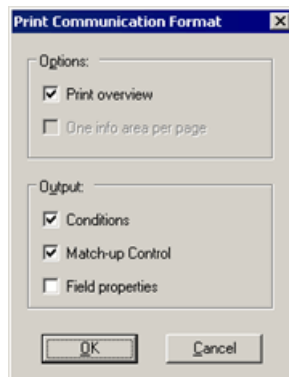 Print Communication Format
Options:
Print overview
One info area per page
Output:
Conditions
Match-up Control
Field properties
OK Cancel